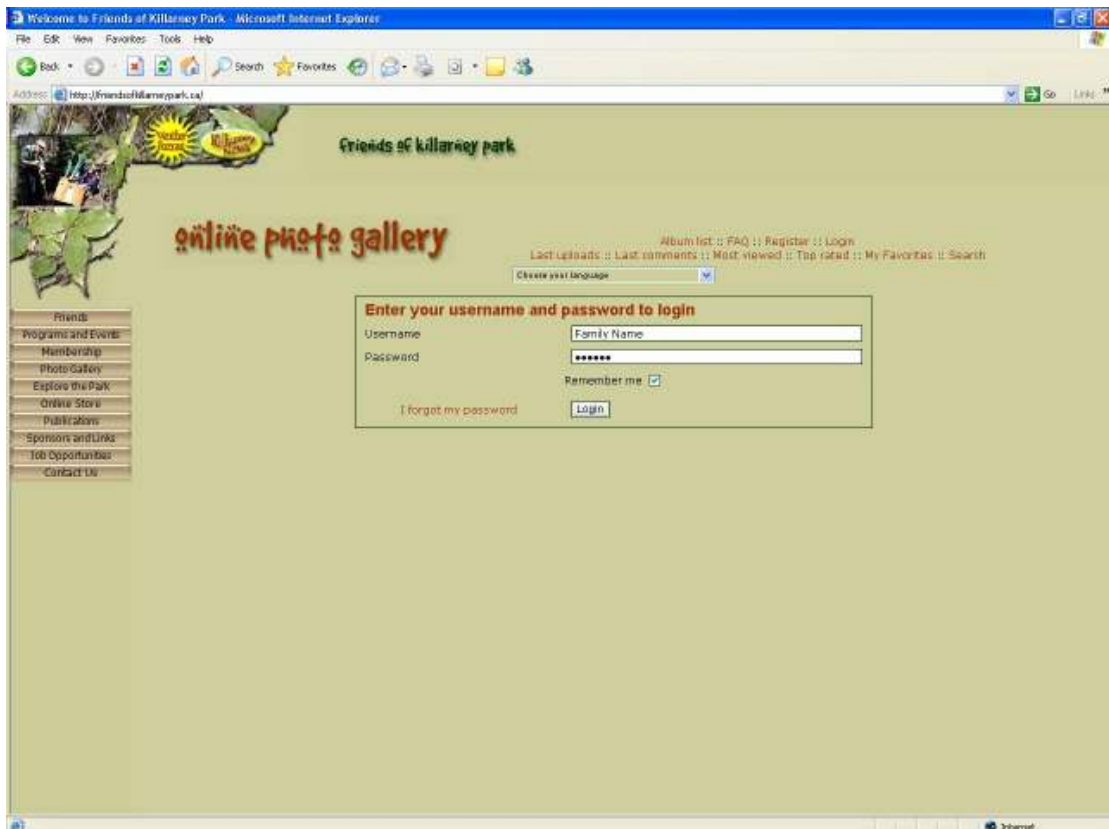 Welcome to Friends of Killarney Park - Microsoft Internet Explorer
File Edit View Favorites Tools Help
Back Search Favorites
Address http://friendsofkillarneypark.ca/ Go Links »
Weather Forecast
friends of killarney park
online photo gallery
Album list :: FAQ :: Register :: Login
Last uploads :: Last comments :: Most viewed :: Top rated :: My Favorites :: Search
Choose your language
Enter your username and password to login
Username Family Name
Password ••••••
Remember me
I forgot my password Login
Friends
Programs and Events
Membership
Photo Gallery
Explore the Park
Online Store
Publications
Sponsors and Links
Job Opportunities
Contact Us
Internet